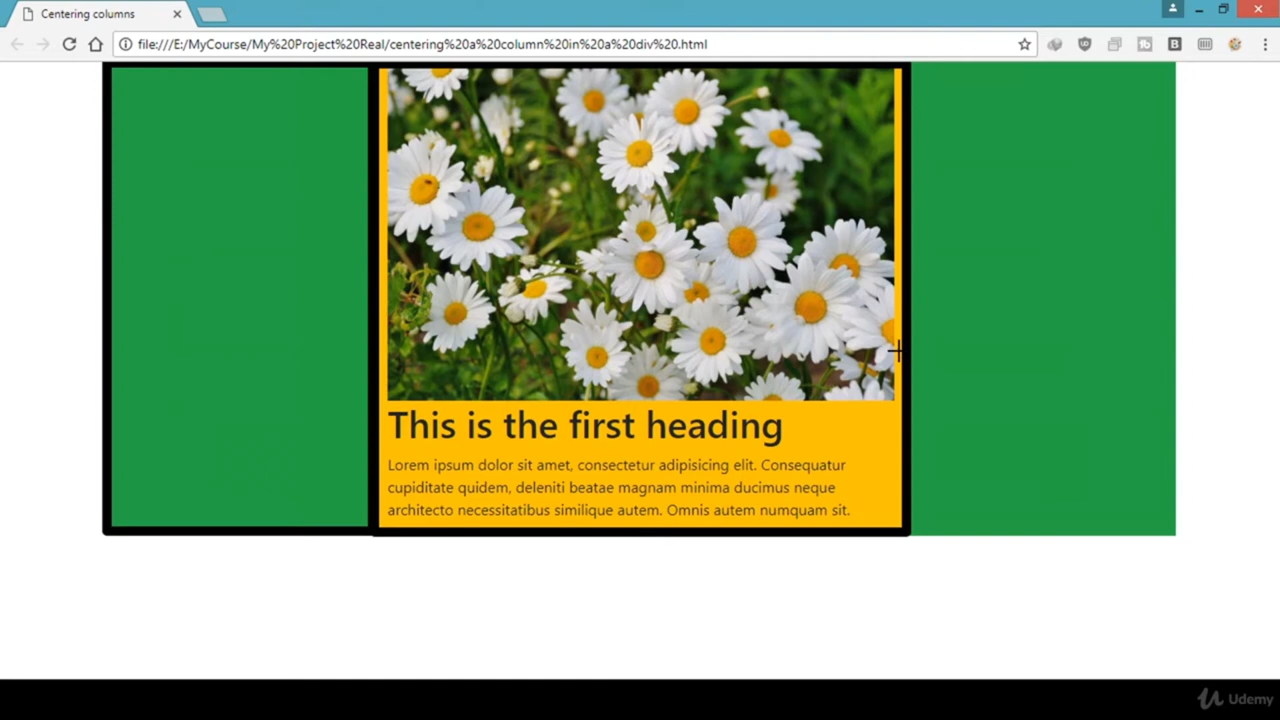 Centering columns
file:///E:/MyCourse/My%20Project%20Real/centering%20a%20column%20in%20a%20div%20.html
This is the first heading
Lorem ipsum dolor sit amet, consectetur adipisicing elit. Consequatur
cupiditate quidem, deleniti beatae magnam minima ducimus neque
architecto necessitatibus similique autem. Omnis autem numquam sit.
Udemy